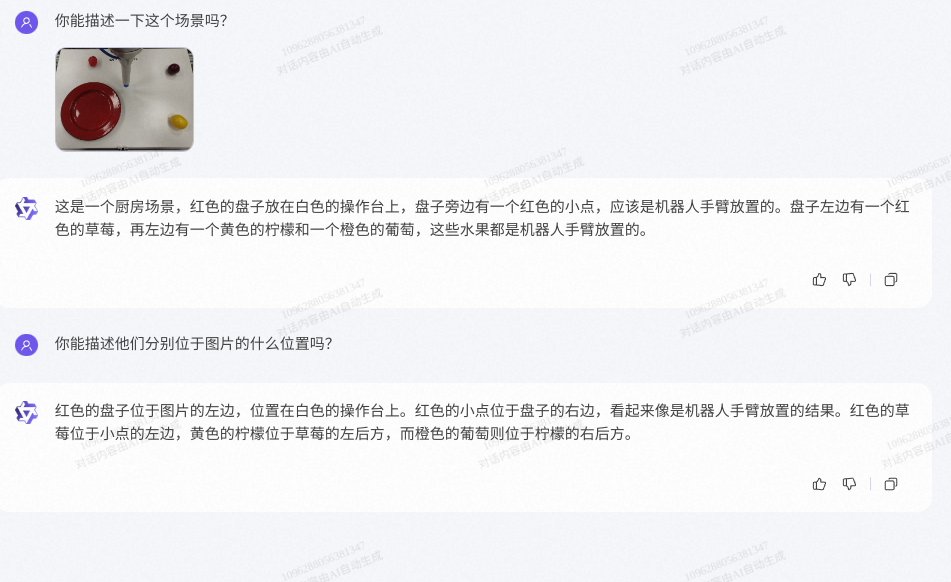 你能描述一下这个场景吗？
这是一个厨房场景，红色的盘子放在白色的操作台上，盘子旁边有一个红色的小点，应该是机器人手臂放置的。盘子左边有一个红
色的草莓，再左边有一个黄色的柠檬和一个橙色的葡萄，这些水果都是机器人手臂放置的。
你能描述他们分别位于图片的什么位置吗？
红色的盘子位于图片的左边，位置在白色的操作台上。红色的小点位于盘子的右边，看起来像是机器人手臂放置的结果。红色的草
莓位于小点的左边，黄色的柠檬位于草莓的左后方，而橙色的葡萄则位于柠檬的右后方。
1096288056381347
对话内容由AI自动生成